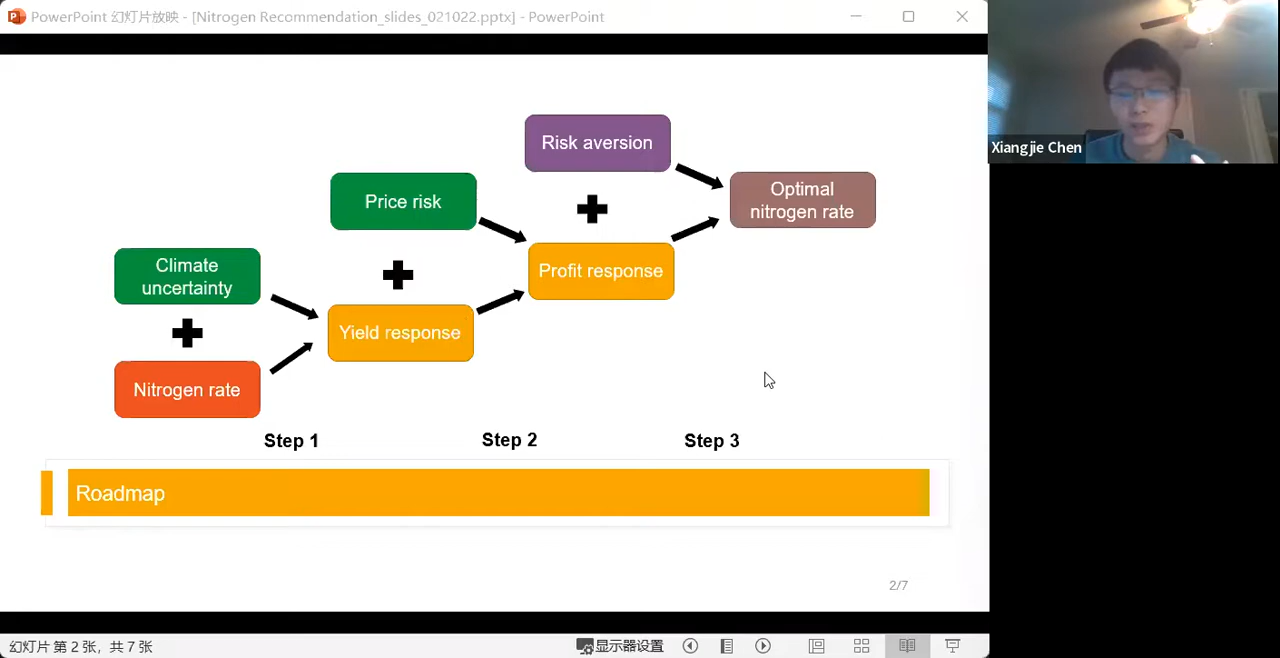 PowerPoint 幻灯片放映 - [Nitrogen Recommendation_slides_021022.pptx] - PowerPoint
Risk aversion
Price risk
Optimal
nitrogen rate
Climate
uncertainty
Profit response
Yield response
Nitrogen rate
Step 1
Step 2
Step 3
Roadmap
2/7
Xiangjie Chen
幻灯片 第 2 张，共 7 张
显示器设置